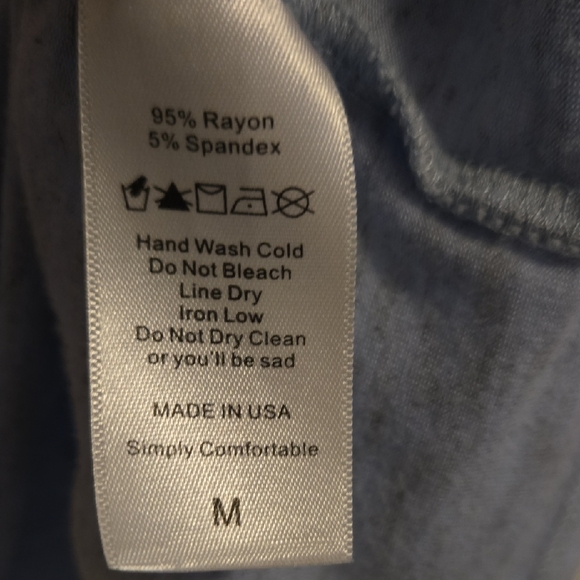 95% Rayon
5% Spandex
Hand Wash Cold
Do Not Bleach
Line Dry
Iron Low
Do Not Dry Clean
or you'll be sad
MADE IN USA
Simply Comfortable
M